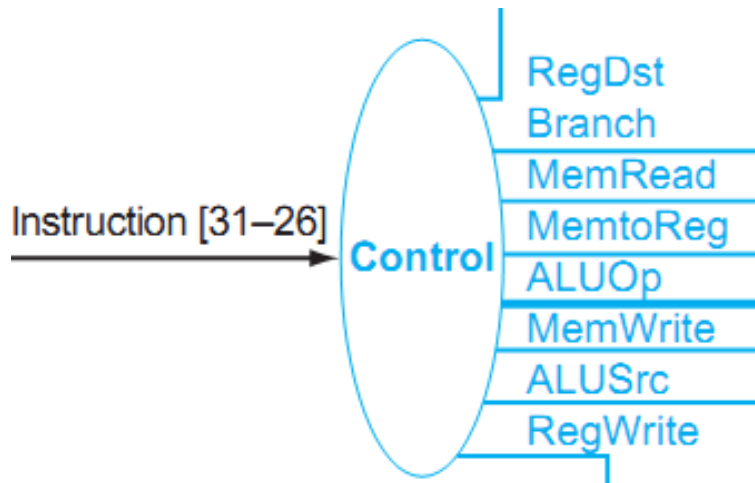 RegDst
Branch
MemRead
Instruction [31–26]
MemtoReg
Control
ALUOp
MemWrite
ALUSrc
RegWrite